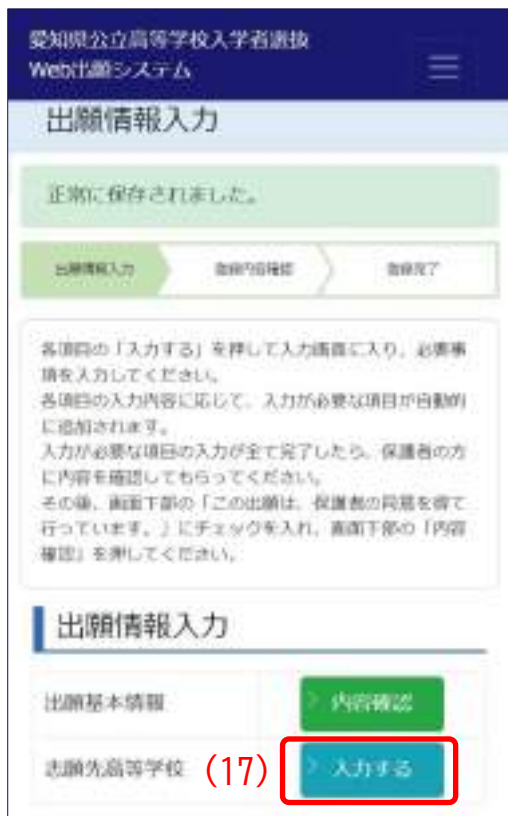 愛知県公立高等学校入学者選抜
Web出願システム
出願情報入力
正常に保存されました。
出願情報入力 登録内容確認 登録完了
各項目の「入力する」を押して入力画面に入り、必要事
項を入力してください。
各項目の入力内容に応じて、入力が必要な項目が自動的
に追加されます。
入力が必要な項目の入力が全て完了したら、保護者の方
に内容を確認してもらってください。
その後、画面下部の「この出願は、保護者の同意を得て
行っています。」にチェックを入れ、画面下部の「内容
確認」を押してください。
出願情報入力
出願基本情報 内容確認
志願先高等学校 (17) 入力する